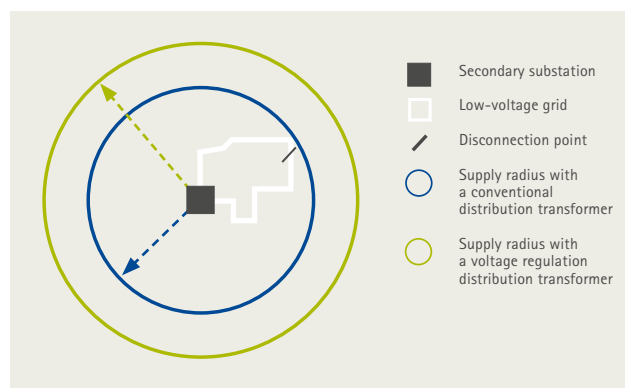 Secondary substation
Low-voltage grid
Disconnection point
Supply radius with
a conventional
distribution transformer
Supply radius with
a voltage regulation
distribution transformer